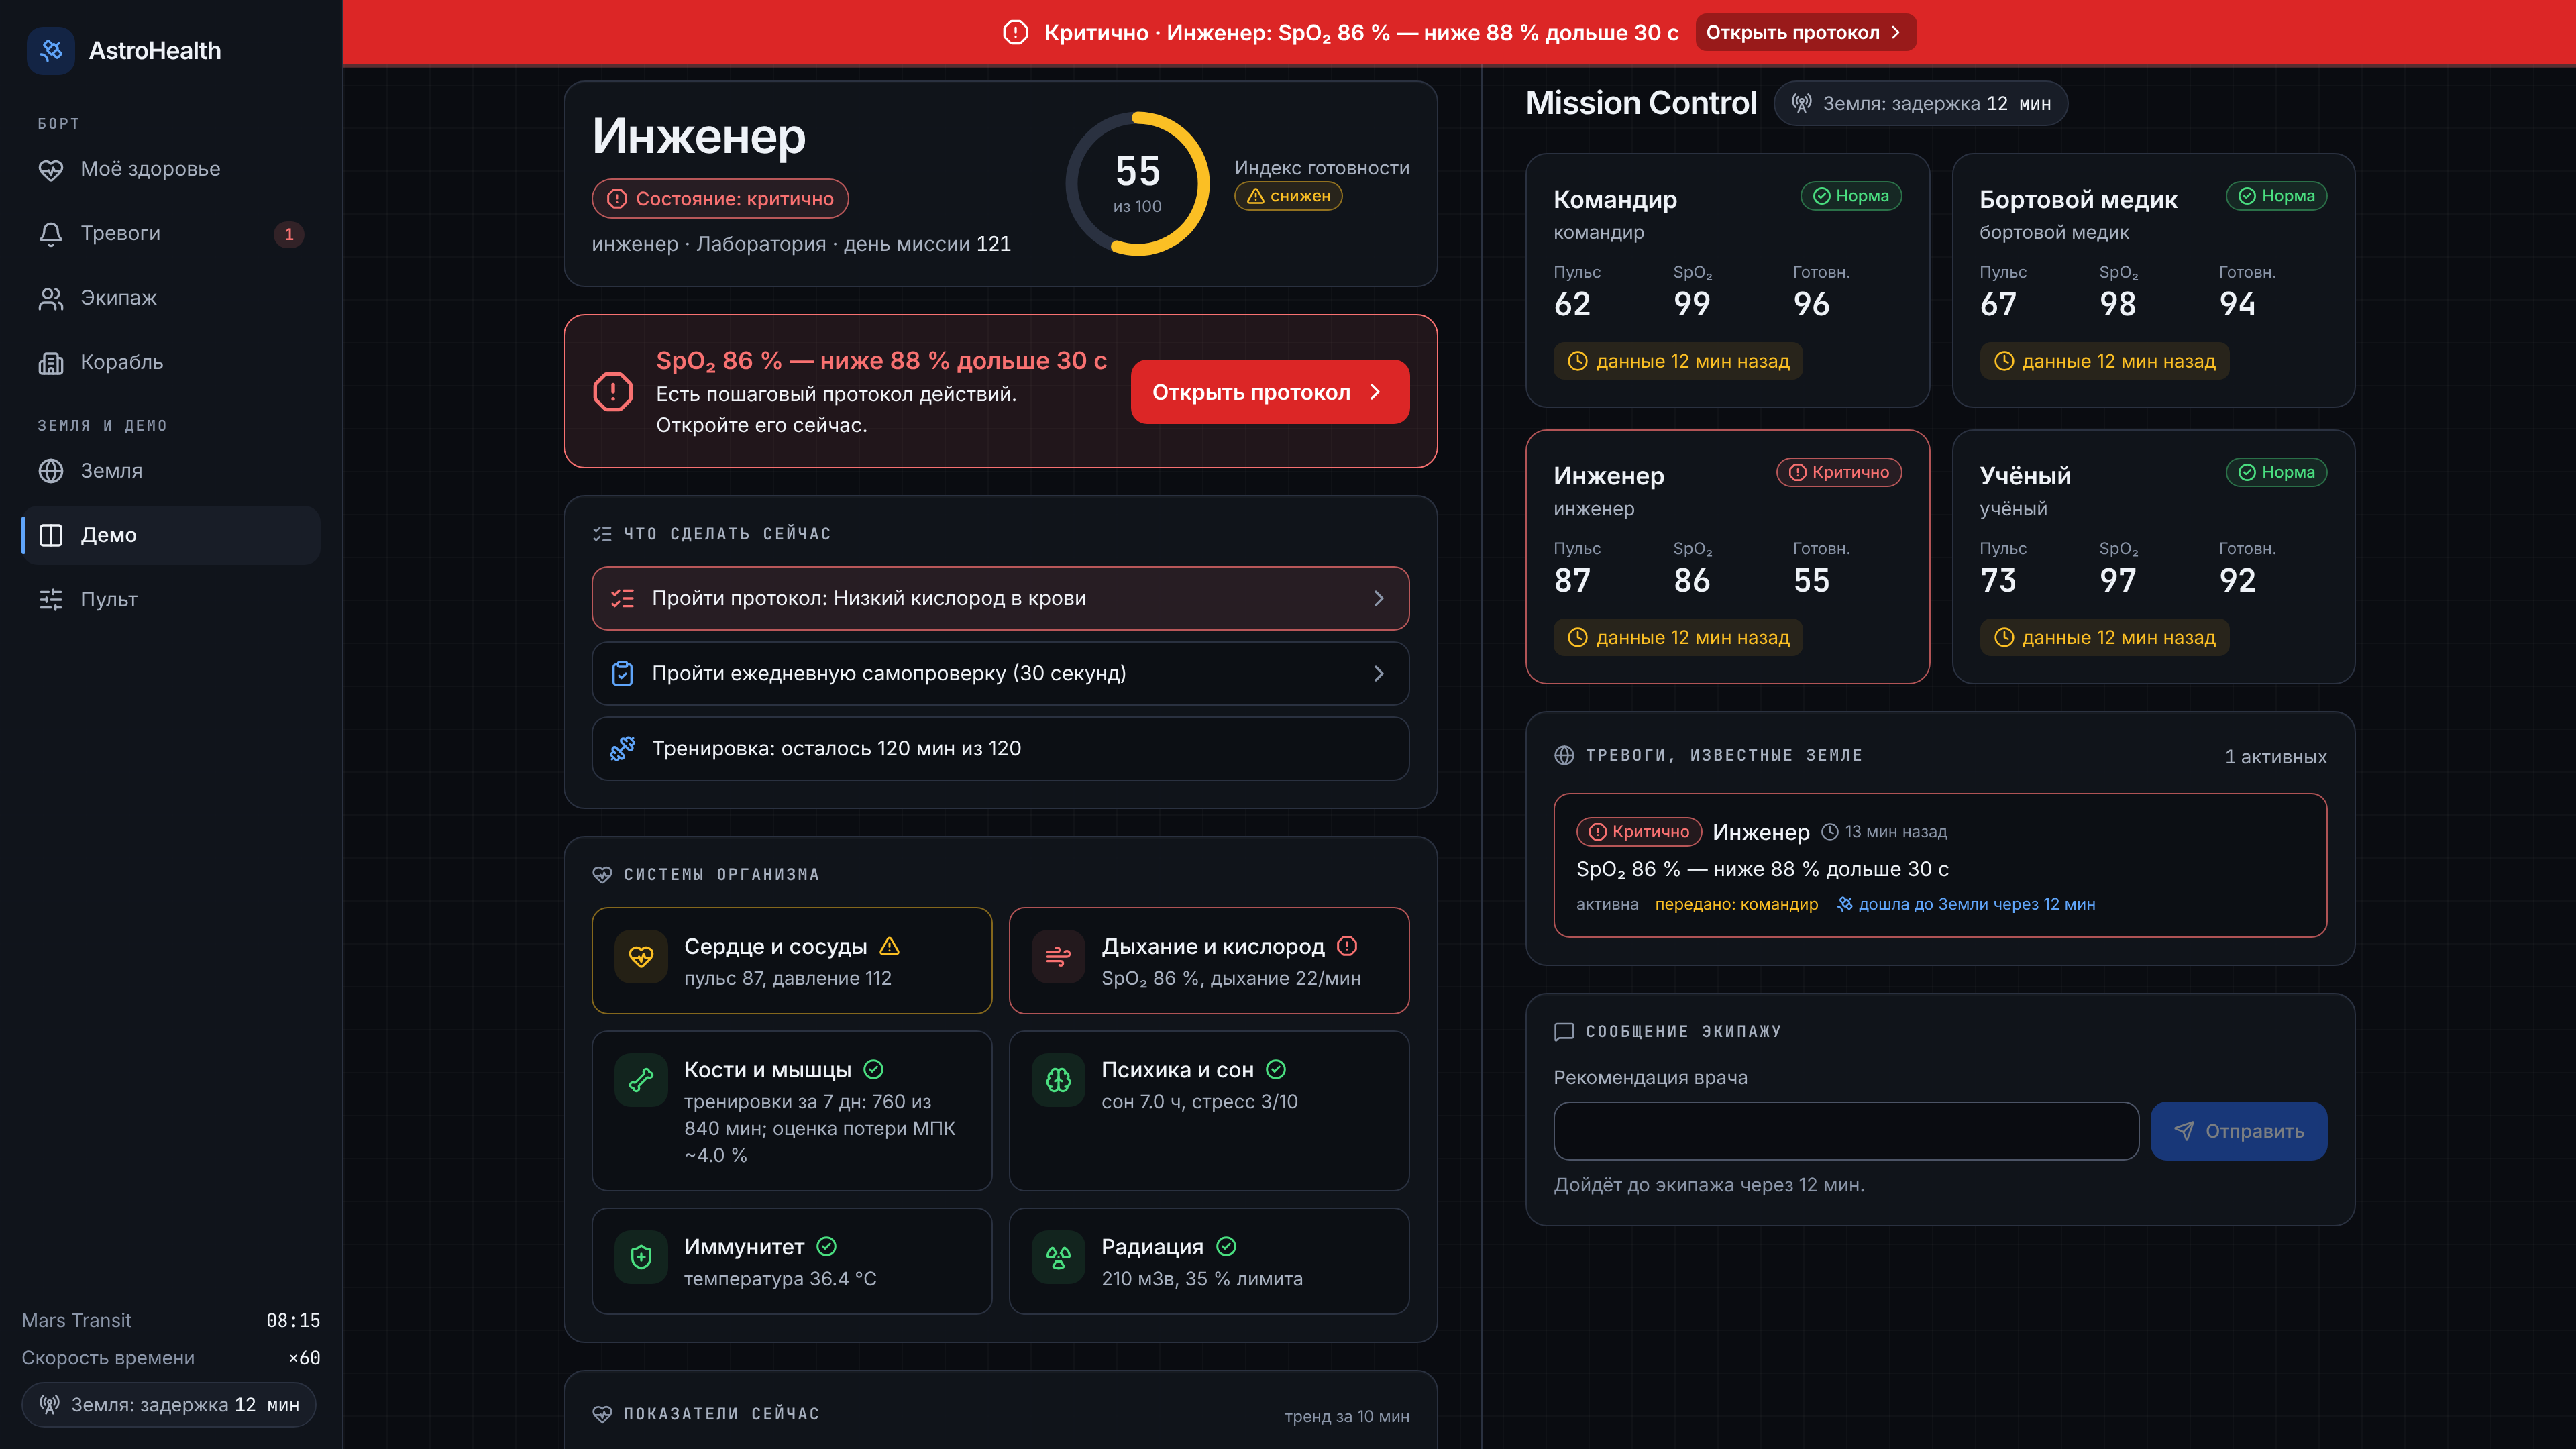 AstroHealth
БОРТ
Моё здоровье
Тревоги 1
Экипаж
Корабль
ЗЕМЛЯ И ДЕМО
Земля
Демо
Пульт
Mars Transit 08:15
Скорость времени ×60
Земля: задержка 12 мин
Критично · Инженер: SpO₂ 86 % — ниже 88 % дольше 30 с Открыть протокол
Инженер
Состояние: критично
инженер · Лаборатория · день миссии 121
55
из 100
Индекс готовности
снижен
SpO₂ 86 % — ниже 88 % дольше 30 с
Есть пошаговый протокол действий.
Откройте его сейчас.
Открыть протокол
ЧТО СДЕЛАТЬ СЕЙЧАС
Пройти протокол: Низкий кислород в крови
Пройти ежедневную самопроверку (30 секунд)
Тренировка: осталось 120 мин из 120
СИСТЕМЫ ОРГАНИЗМА
Сердце и сосуды
пульс 87, давление 112
Дыхание и кислород
SpO₂ 86 %, дыхание 22/мин
Кости и мышцы
тренировки за 7 дн: 760 из
840 мин; оценка потери МПК
~4.0 %
Психика и сон
сон 7.0 ч, стресс 3/10
Иммунитет
температура 36.4 °C
Радиация
210 мЗв, 35 % лимита
ПОКАЗАТЕЛИ СЕЙЧАС тренд за 10 мин
Mission Control Земля: задержка 12 мин
Командир Норма
командир
Пульс SpO₂ Готовн.
62 99 96
данные 12 мин назад
Бортовой медик Норма
бортовой медик
Пульс SpO₂ Готовн.
67 98 94
данные 12 мин назад
Инженер Критично
инженер
Пульс SpO₂ Готовн.
87 86 55
данные 12 мин назад
Учёный Норма
учёный
Пульс SpO₂ Готовн.
73 97 92
данные 12 мин назад
ТРЕВОГИ, ИЗВЕСТНЫЕ ЗЕМЛЕ 1 активных
Критично Инженер 13 мин назад
SpO₂ 86 % — ниже 88 % дольше 30 с
активна передано: командир дошла до Земли через 12 мин
СООБЩЕНИЕ ЭКИПАЖУ
Рекомендация врача
Отправить
Дойдёт до экипажа через 12 мин.